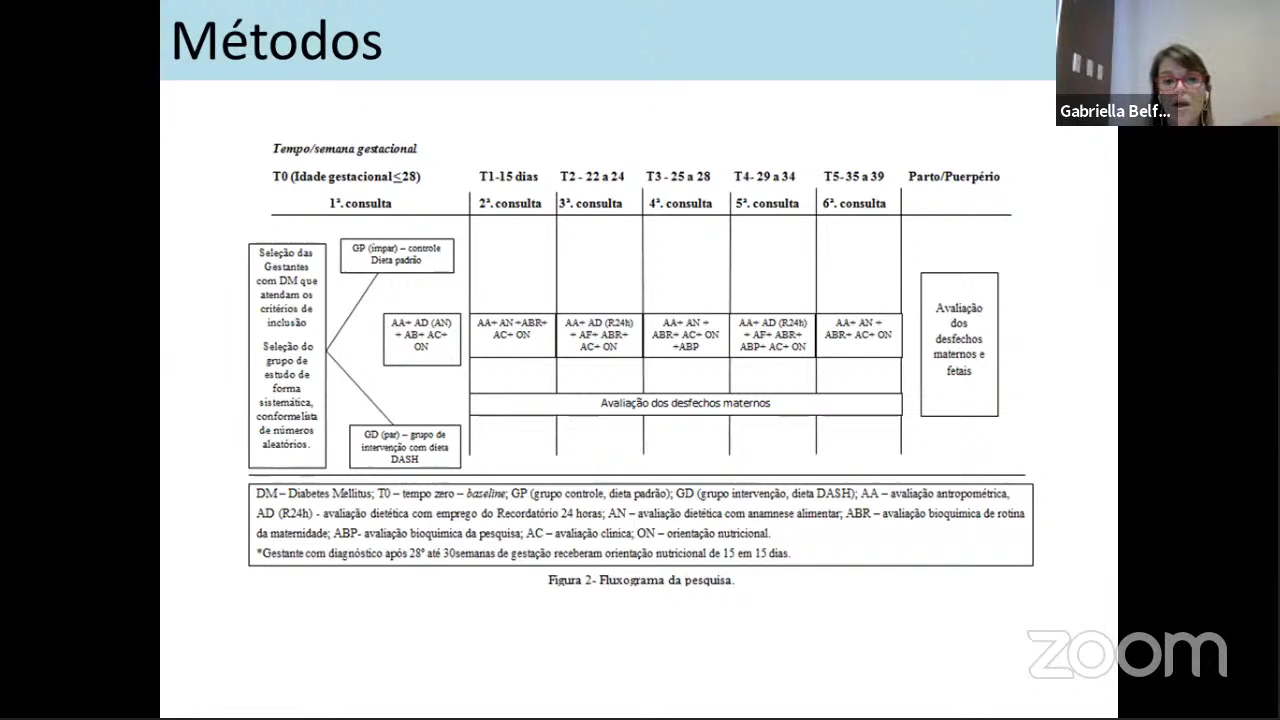 Métodos
Gabriella Belf...
Tempo/semana gestacional
T0 (Idade gestacional ≤28)
T1-15 dias
T2 - 22 a 24
T3 - 25 a 28
T4- 29 a 34
T5- 35 a 39
Parto/Puerpério
1ª. consulta
2ª. consulta
3ª. consulta
4ª. consulta
5ª. consulta
6ª. consulta
Seleção das
Gestantes
com DM que
atendam os
critérios de
inclusão
Seleção do
grupo de
estudo de
forma
sistemática,
conforme lista
de números
aleatórios.
GP (ímpar) – controle
Dieta padrão
AA+ AD (AN)
+ AB+ AC+
ON
GD (par) – grupo de
intervenção com dieta
DASH
AA+ AN +ABR+
AC+ ON
AA+ AD (R24h)
+ AF+ ABR+
AC+ ON
AA+ AN +
ABR+ AC+ ON
+ABP
AA+ AD (R24h)
+ AF+ ABR+
ABP+ AC+ ON
AA+ AN +
ABR+ AC+ ON
Avaliação dos desfechos maternos
Avaliação
dos
desfechos
maternos e
fetais
DM – Diabetes Mellitus; T0 – tempo zero – baseline; GP (grupo controle, dieta padrão); GD (grupo intervenção, dieta DASH); AA – avaliação antropométrica,
AD (R24h) - avaliação dietética com emprego do Recordatório 24 horas; AN – avaliação dietética com anamnese alimentar; ABR – avaliação bioquímica de rotina
da maternidade; ABP- avaliação bioquímica da pesquisa; AC – avaliação clínica; ON – orientação nutricional.
*Gestante com diagnóstico após 28ª até 30semanas de gestação receberam orientação nutricional de 15 em 15 dias.
Figura 2- Fluxograma da pesquisa.
zoom